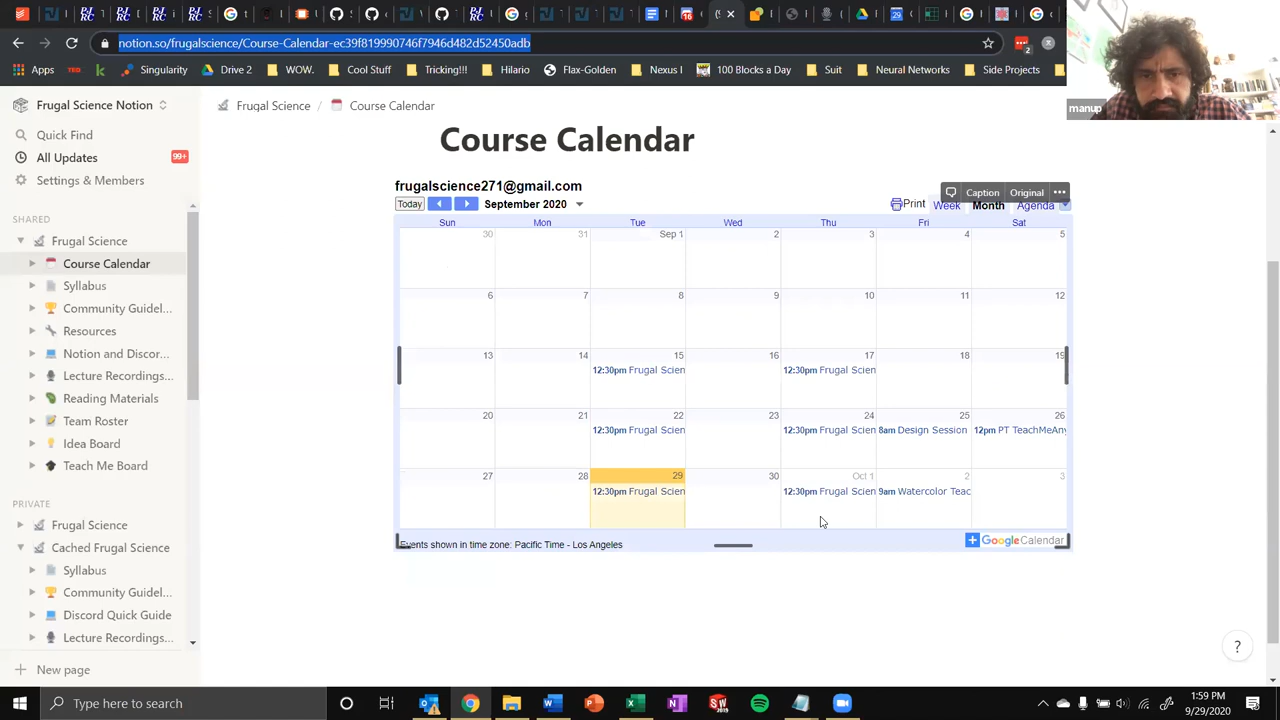 notion.so/frugalscience/Course-Calendar-ec39f819990746f7946d482d52450adb
Apps
TED
Singularity
Drive 2
WOW.
Cool Stuff
Tricking!!!
Hilario
Flax-Golden
Nexus I
100 Blocks a Day
Suit
Neural Networks
Side Projects
manup
Frugal Science Notion
Frugal Science / Course Calendar
Quick Find
All Updates 99+
Settings & Members
SHARED
Frugal Science
Course Calendar
Syllabus
Community Guidel...
Resources
Notion and Discor...
Lecture Recordings...
Reading Materials
Team Roster
Idea Board
Teach Me Board
PRIVATE
Frugal Science
Cached Frugal Science
Syllabus
Community Guidel...
Discord Quick Guide
Lecture Recordings...
New page
Course Calendar
frugalscience271@gmail.com
Caption Original
Today September 2020 Print Week Month Agenda
Sun Mon Tue Wed Thu Fri Sat
30 31 Sep 1 2 3 4 5
6 7 8 9 10 11 12
13 14 15 16 17 18 19
12:30pm Frugal Scien 12:30pm Frugal Scien
20 21 22 23 24 25 26
12:30pm Frugal Scien 12:30pm Frugal Scien 8am Design Session 12pm PT TeachMeAny
27 28 29 30 Oct 1 2 3
12:30pm Frugal Scien 12:30pm Frugal Scien 9am Watercolor Teac
Events shown in time zone: Pacific Time - Los Angeles
Google Calendar
?
Type here to search
1:59 PM
9/29/2020